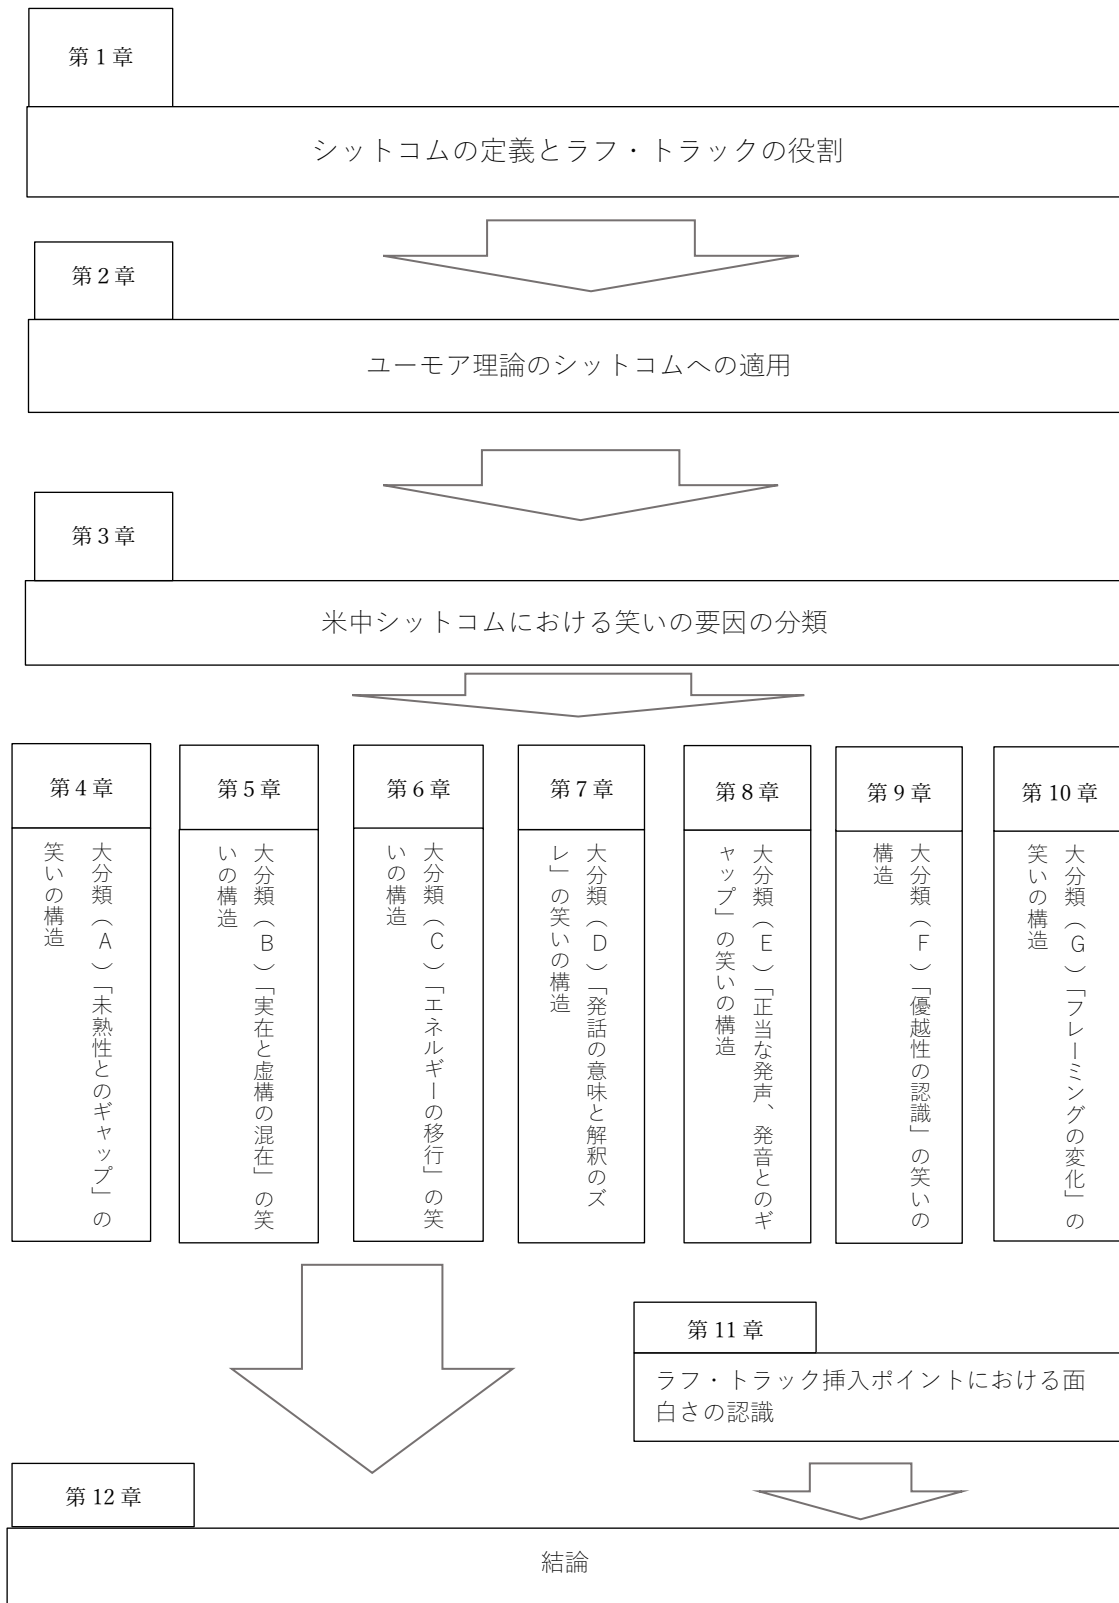 第 1 章
シットコムの定義とラフ・トラックの役割
第 2 章
ユーモア理論のシットコムへの適用
第 3 章
米中シットコムにおける笑いの要因の分類
第 4 章
大分類（A）「未熟性とのギャップ」の
笑いの構造
第 5 章
大分類（B）「実在と虚構の混在」の笑
いの構造
第 6 章
大分類（C）「エネルギーの移行」の笑
いの構造
第 7 章
大分類（D）「発話の意味と解釈のズ
レ」の笑いの構造
第 8 章
大分類（E）「正当な発声、発音とのギ
ャップ」の笑いの構造
第 9 章
大分類（F）「優越性の認識」の笑いの
構造
第 10 章
大分類（G）「フレーミングの変化」の
笑いの構造
第 11 章
ラフ・トラック挿入ポイントにおける面
白さの認識
第 12 章
結論